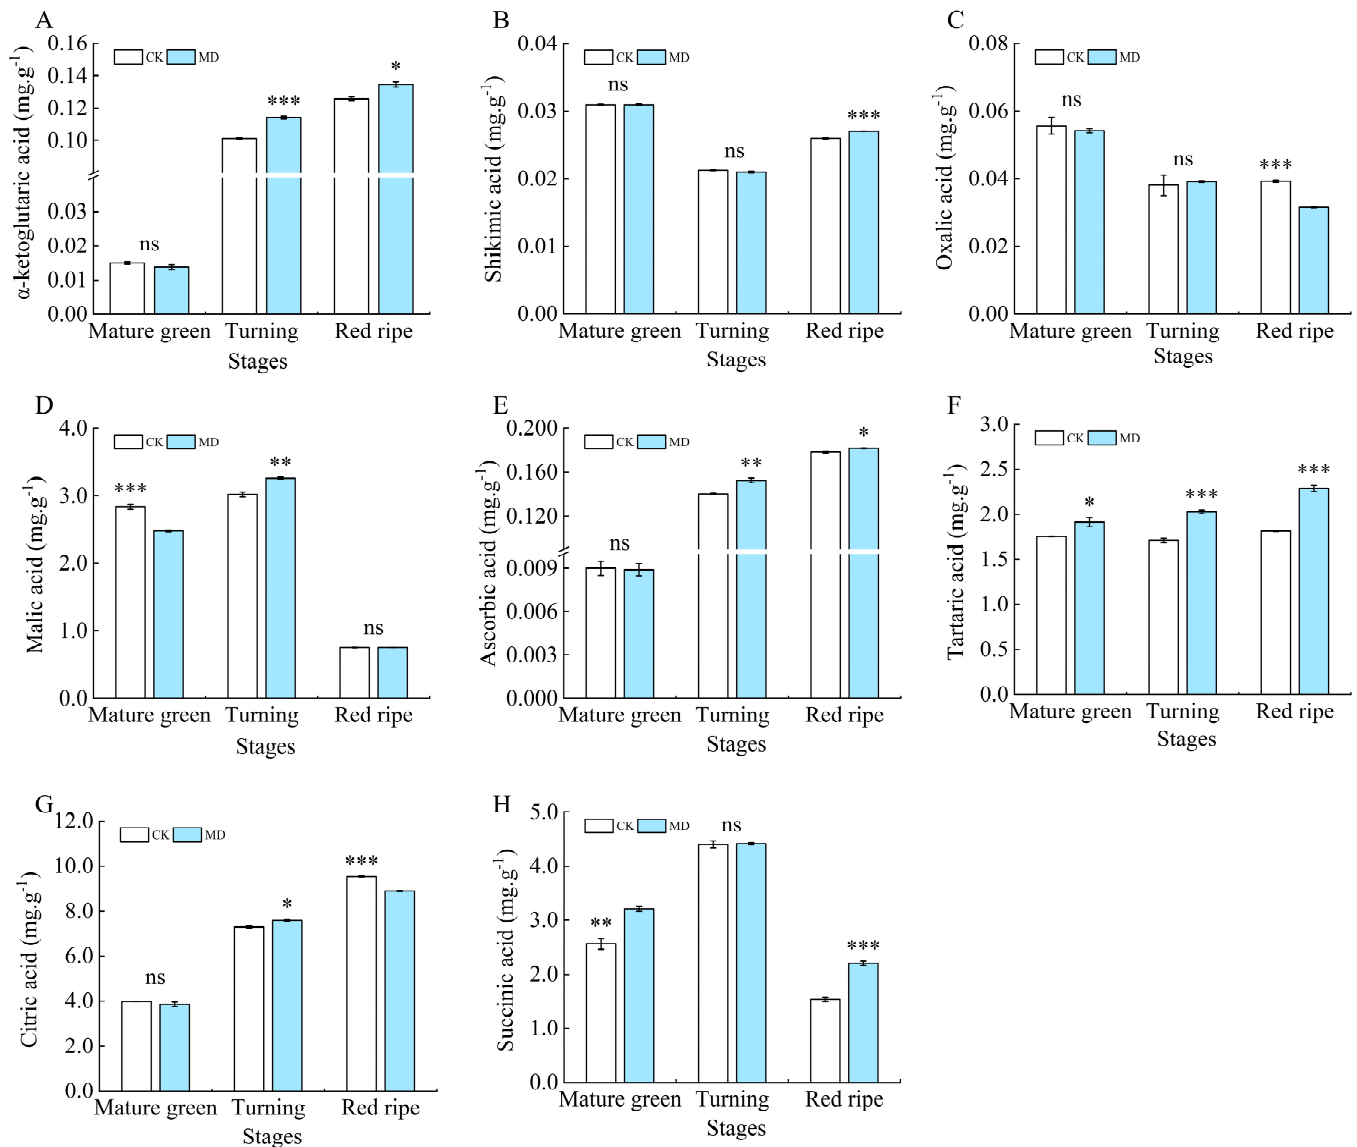 A
α-ketoglutaric acid (mg.g-1)
0.16
0.14
0.12
0.10
0.03
0.02
0.01
0.00
CK
MD
ns
***
*
Mature green
Turning
Red ripe
Stages
B
Shikimic acid (mg.g-1)
0.04
0.03
0.02
0.01
0.00
CK
MD
ns
ns
***
Mature green
Turning
Red ripe
Stages
C
Oxalic acid (mg.g-1)
0.08
0.06
0.04
0.02
0.00
CK
MD
ns
ns
***
Mature green
Turning
Red ripe
Stages
D
Malic acid (mg.g-1)
4.0
3.0
2.0
1.0
0.0
CK
MD
***
**
ns
Mature green
Turning
Red ripe
Stages
E
Ascorbic acid (mg.g-1)
0.200
0.160
0.120
0.009
0.006
0.003
0.000
CK
MD
ns
**
*
Mature green
Turning
Red ripe
Stages
F
Tartaric acid (mg.g-1)
3.0
2.5
2.0
1.5
1.0
0.5
0.0
CK
MD
*
***
***
Mature green
Turning
Red ripe
Stages
G
Citric acid (mg.g-1)
12.0
10.0
8.0
6.0
4.0
2.0
0.0
CK
MD
ns
*
***
Mature green
Turning
Red ripe
Stages
H
Succinic acid (mg.g-1)
5.0
4.0
3.0
2.0
1.0
0.0
CK
MD
**
ns
***
Mature green
Turning
Red ripe
Stages